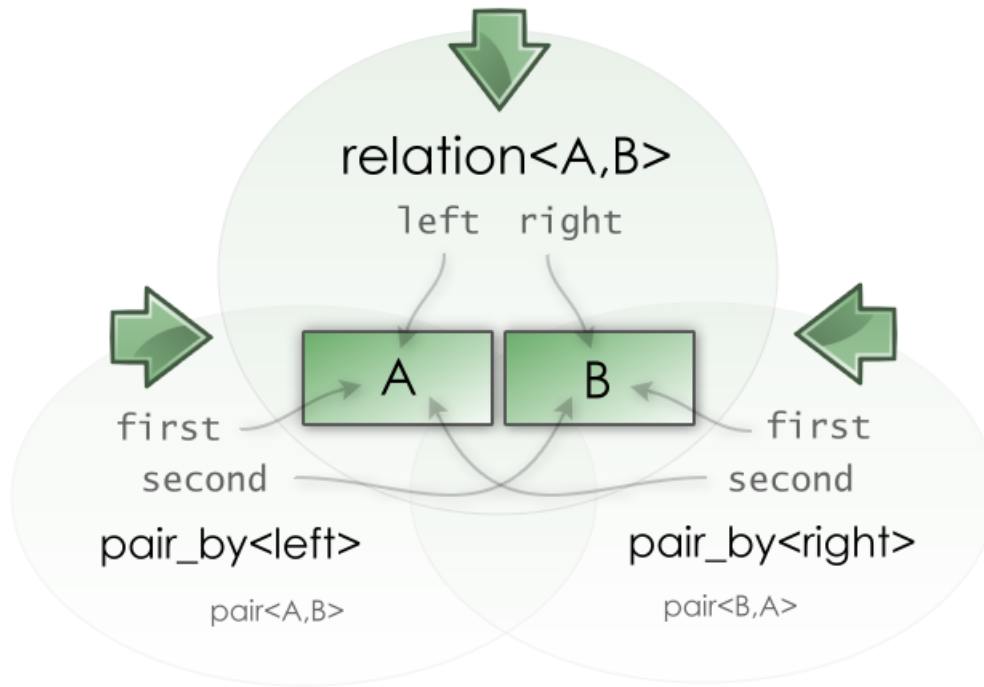 relation<A,B>
left right
A B
first first
second second
pair_by<left> pair_by<right>
pair<A,B> pair<B,A>